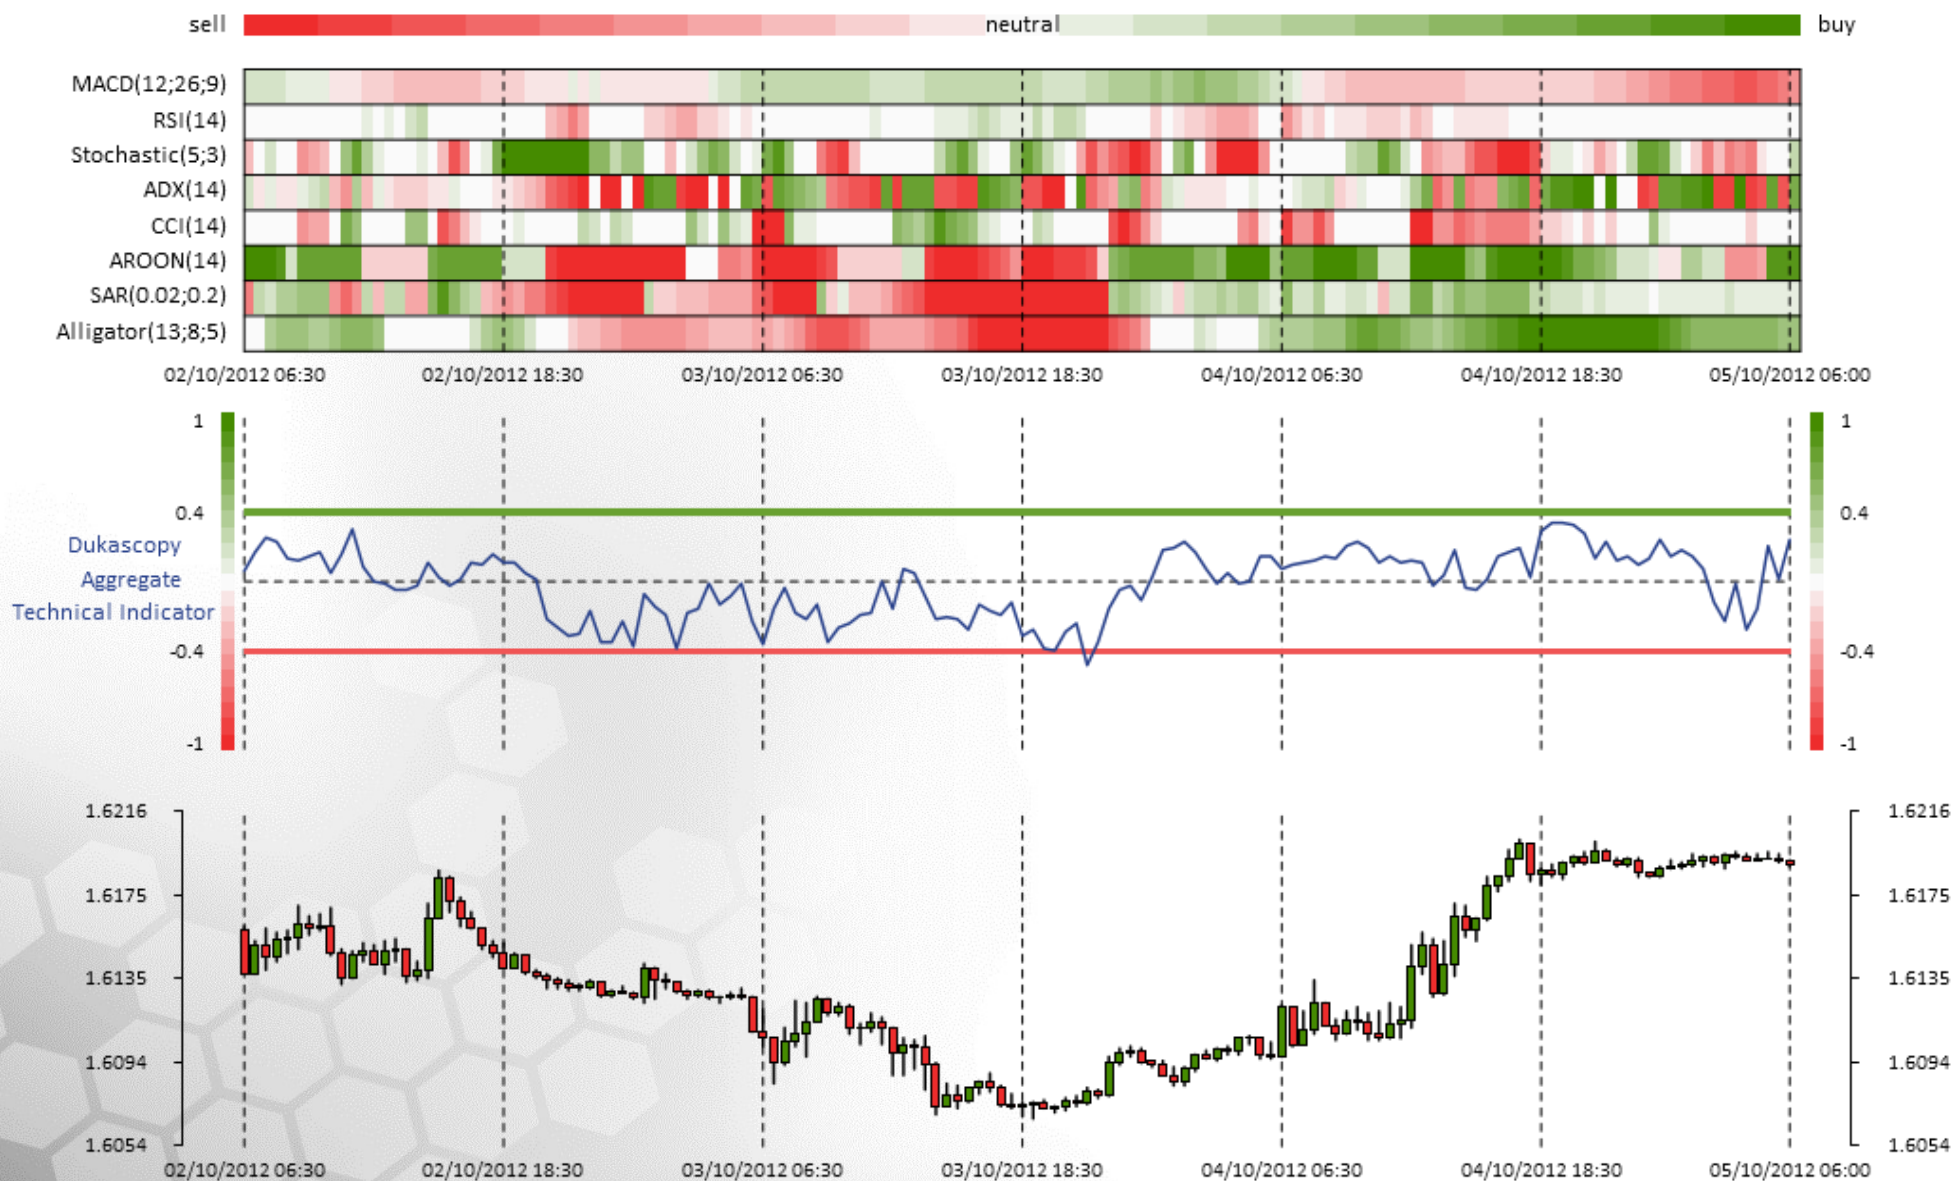 sell neutral buy
MACD(12;26;9)
RSI(14)
Stochastic(5;3)
ADX(14)
CCI(14)
AROON(14)
SAR(0.02;0.2)
Alligator(13;8;5)
02/10/2012 06:30 02/10/2012 18:30 03/10/2012 06:30 03/10/2012 18:30 04/10/2012 06:30 04/10/2012 18:30 05/10/2012 06:00
1 1
0.4 0.4
Dukascopy
Aggregate
Technical Indicator
-0.4 -0.4
-1 -1
1.6216 1.6216
1.6175 1.6175
1.6135 1.6135
1.6094 1.6094
1.6054 1.6054
02/10/2012 06:30 02/10/2012 18:30 03/10/2012 06:30 03/10/2012 18:30 04/10/2012 06:30 04/10/2012 18:30 05/10/2012 06:00